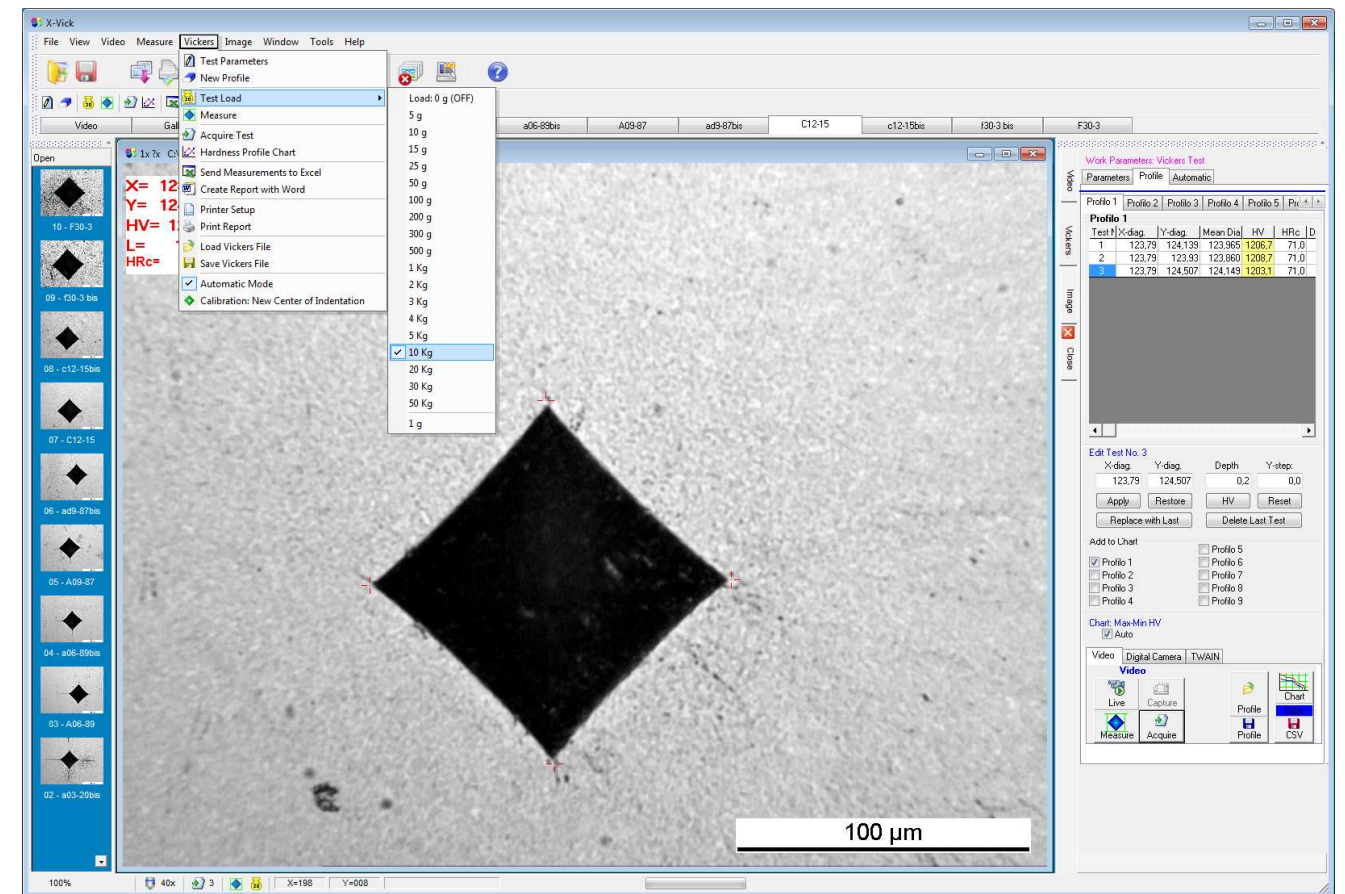 X-Vick
File View Video Measure Vickers Image Window Tools Help
Test Parameters
New Profile
Test Load
Measure
Acquire Test
Hardness Profile Chart
Send Measurements to Excel
Create Report with Word
Printer Setup
Print Report
Load Vickers File
Save Vickers File
Automatic Mode
Calibration: New Center of Indentation
Load: 0 g (OFF)
5 g
10 g
15 g
25 g
50 g
100 g
200 g
300 g
500 g
1 Kg
2 Kg
3 Kg
4 Kg
5 Kg
10 Kg
20 Kg
30 Kg
50 Kg
1 g
Video a06-89bis A09-87 ad9-87bis C12-15 c12-15bis f30-3 bis F30-3
Open
10 - F30-3
09 - f30-3 bis
08 - c12-15bis
07 - C12-15
06 - ad9-87bis
05 - A09-87
04 - a06-89bis
03 - A06-89
02 - a03-20bis
1x ?x
X=
Y=
HV=
L=
HRc=
100 µm
Video
Vickers
Image
Close
Work Parameters: Vickers Test
Parameters Profile Automatic
Profilo 1 Profilo 2 Profilo 3 Profilo 4 Profilo 5
Profilo 1
X-diag. Y-diag. Mean Dia HV HRc D
1 123,79 124,139 123,965 1206,7 71,0
2 123,79 123,93 123,860 1208,7 71,0
3 123,79 124,507 124,149 1203,1 71,0
Edit Test No. 3
X-diag. Y-diag. Depth Y-step:
123,79 124,507 0,2 0,0
Apply Restore HV Reset
Replace with Last Delete Last Test
Add to Chart
Profilo 1 Profilo 5
Profilo 2 Profilo 6
Profilo 3 Profilo 7
Profilo 4 Profilo 8
Profilo 9
Chart: Max-Min HV
Auto
Video Digital Camera TWAIN
Video
Live Capture Profile Chart
Measure Acquire Profile CSV
100% 40x 3 X=198 Y=008